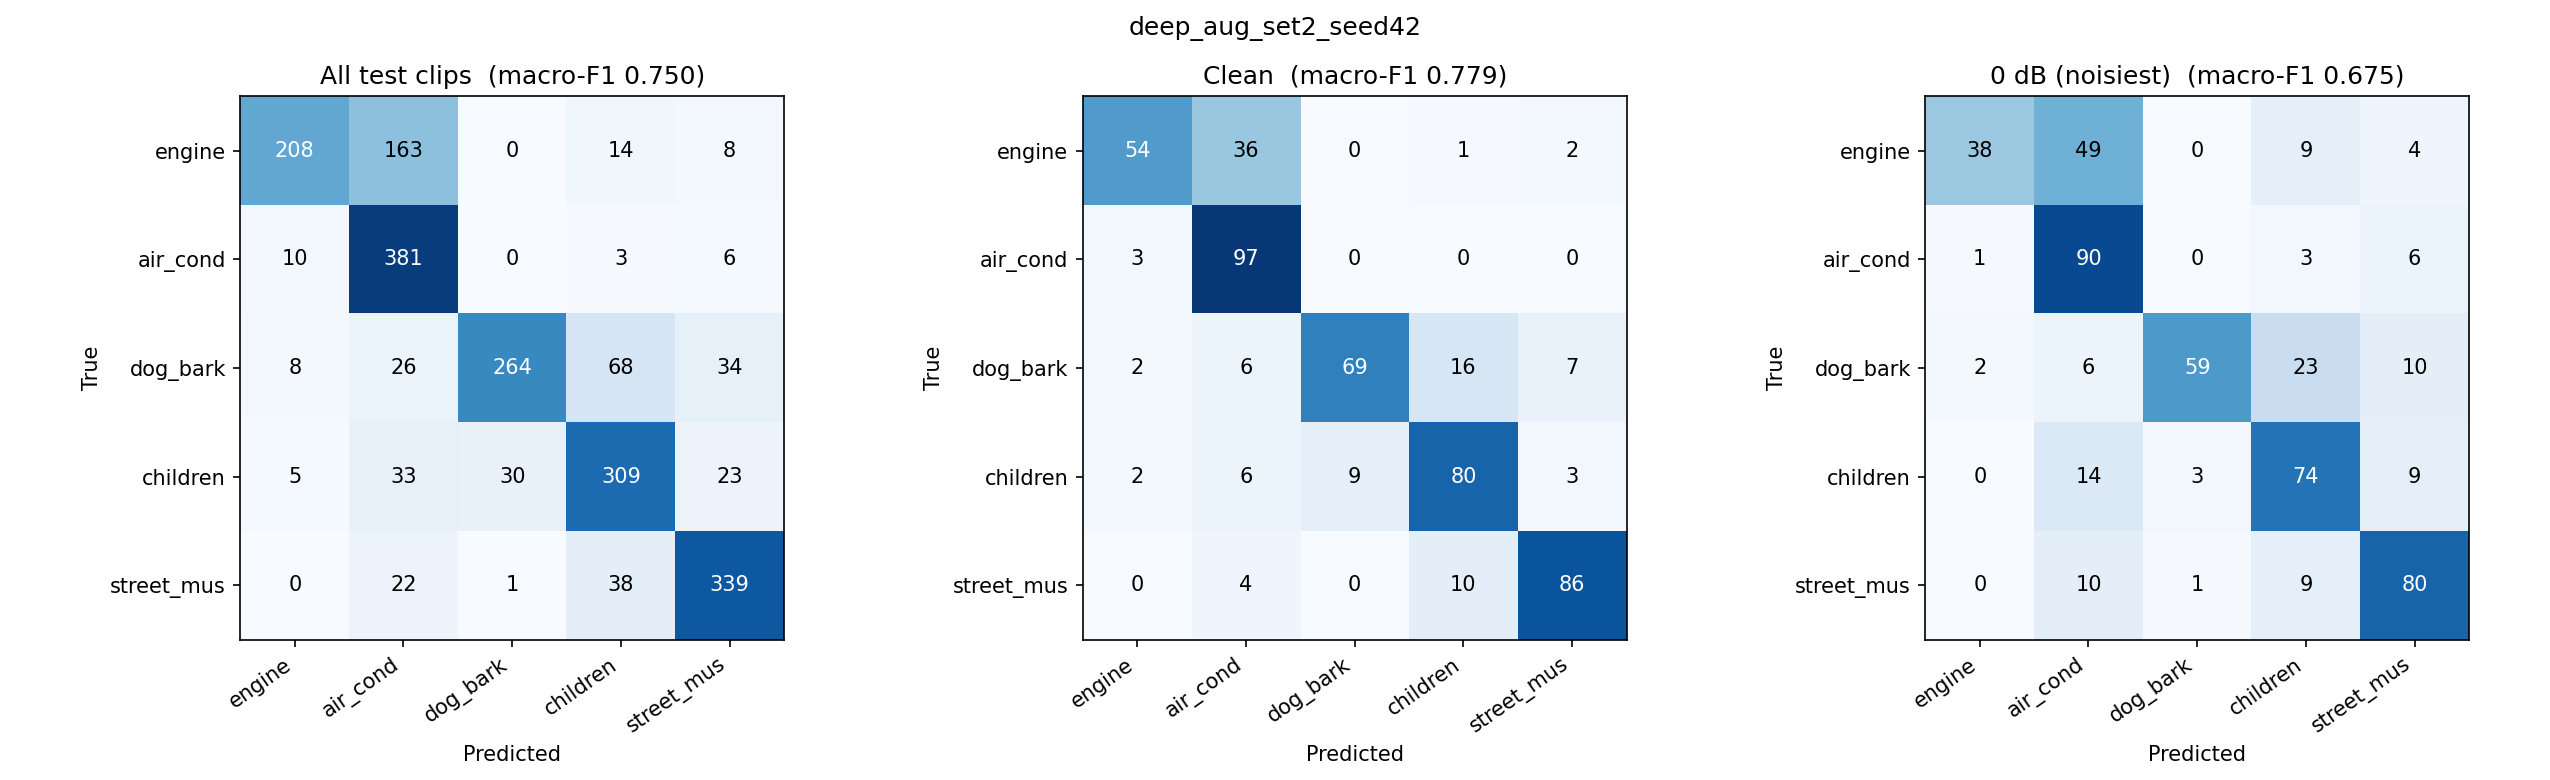 deep_aug_set2_seed42
All test clips (macro-F1 0.750)
True
engine 208 163 0 14 8
air_cond 10 381 0 3 6
dog_bark 8 26 264 68 34
children 5 33 30 309 23
street_mus 0 22 1 38 339
engine air_cond dog_bark children street_mus
Predicted
Clean (macro-F1 0.779)
True
engine 54 36 0 1 2
air_cond 3 97 0 0 0
dog_bark 2 6 69 16 7
children 2 6 9 80 3
street_mus 0 4 0 10 86
engine air_cond dog_bark children street_mus
Predicted
0 dB (noisiest) (macro-F1 0.675)
True
engine 38 49 0 9 4
air_cond 1 90 0 3 6
dog_bark 2 6 59 23 10
children 0 14 3 74 9
street_mus 0 10 1 9 80
engine air_cond dog_bark children street_mus
Predicted